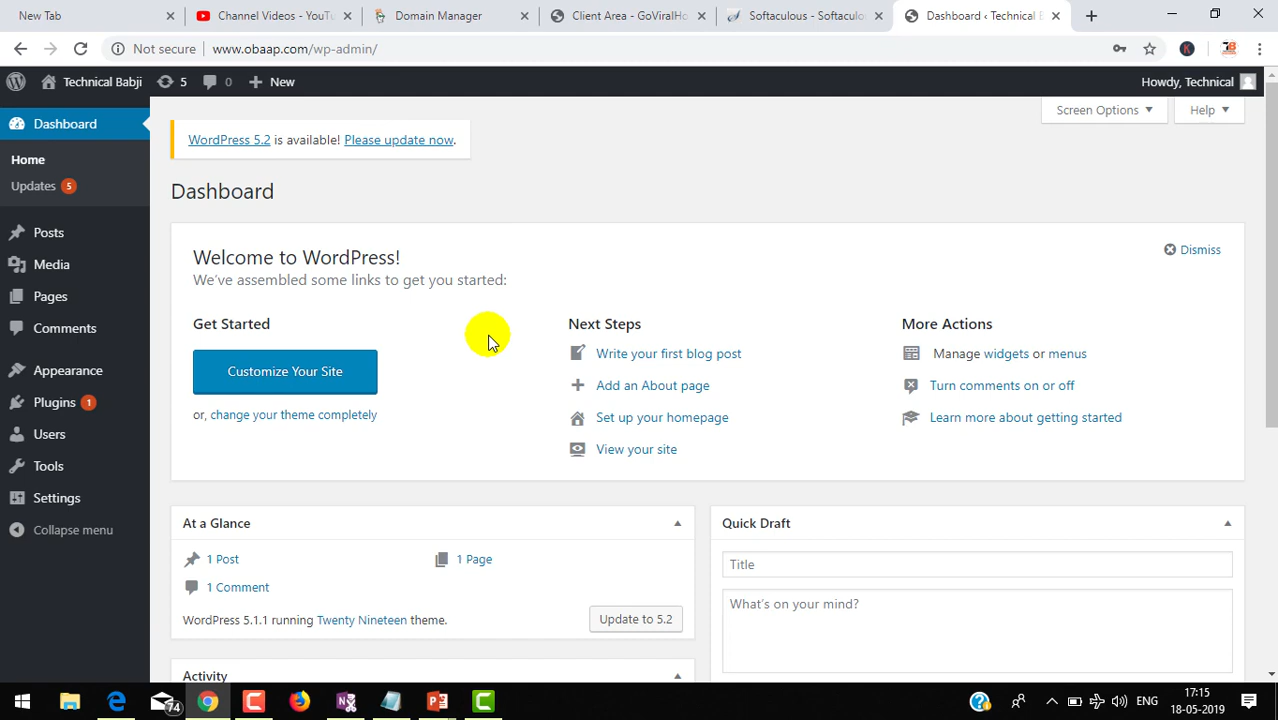 New Tab
Channel Videos - YouTu
Domain Manager
Client Area - GoViralHo
Softaculous - Softaculo
Dashboard ‹ Technical B
Not secure
www.obaap.com/wp-admin/
Technical Babji
5
0
New
Howdy, Technical
Dashboard
Home
Updates 5
Posts
Media
Pages
Comments
Appearance
Plugins 1
Users
Tools
Settings
Collapse menu
Screen Options
Help
WordPress 5.2 is available! Please update now.
Dashboard
Welcome to WordPress!
We've assembled some links to get you started:
Dismiss
Get Started
Customize Your Site
or, change your theme completely
Next Steps
Write your first blog post
Add an About page
Set up your homepage
View your site
More Actions
Manage widgets or menus
Turn comments on or off
Learn more about getting started
At a Glance
1 Post
1 Page
1 Comment
WordPress 5.1.1 running Twenty Nineteen theme.
Update to 5.2
Activity
Quick Draft
Title
What's on your mind?
74
ENG
17:15
18-05-2019